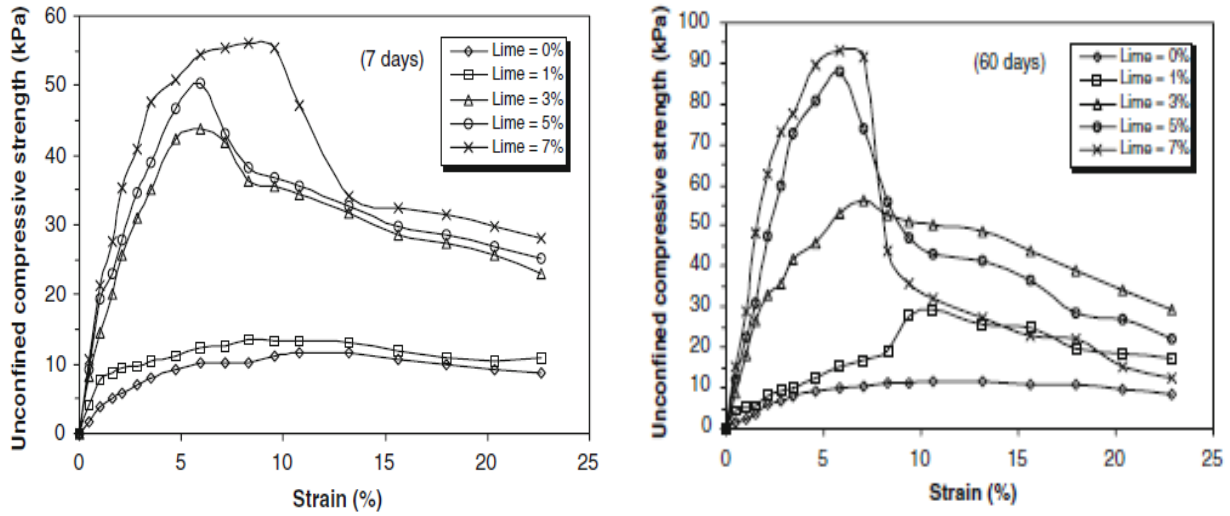 Unconfined compressive strength (kPa)
60
50
40
30
20
10
0
(7 days)
Lime = 0%
Lime = 1%
Lime = 3%
Lime = 5%
Lime = 7%
0 5 10 15 20 25
Strain (%)
Unconfined compressive strength (kPa)
100
90
80
70
60
50
40
30
20
10
0
(60 days)
Lime = 0%
Lime = 1%
Lime = 3%
Lime = 5%
Lime = 7%
0 5 10 15 20 25
Strain (%)